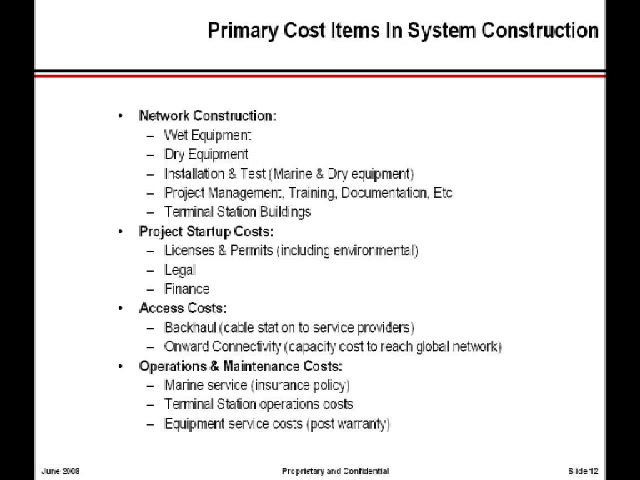 Primary Cost Items In System Construction
• Network Construction:
– Wet Equipment
– Dry Equipment
– Installation & Test (Marine & Dry equipment)
– Project Management, Training, Documentation, Etc
– Terminal Station Buildings
• Project Startup Costs:
– Licenses & Permits (including environmental)
– Legal
– Finance
• Access Costs:
– Backhaul (cable station to service providers)
– Onward Connectivity (capacity cost to reach global network)
• Operations & Maintenance Costs:
– Marine service (insurance policy)
– Terminal Station operations costs
– Equipment service costs (post warranty)
June 2008 Proprietary and Confidential Slide 12